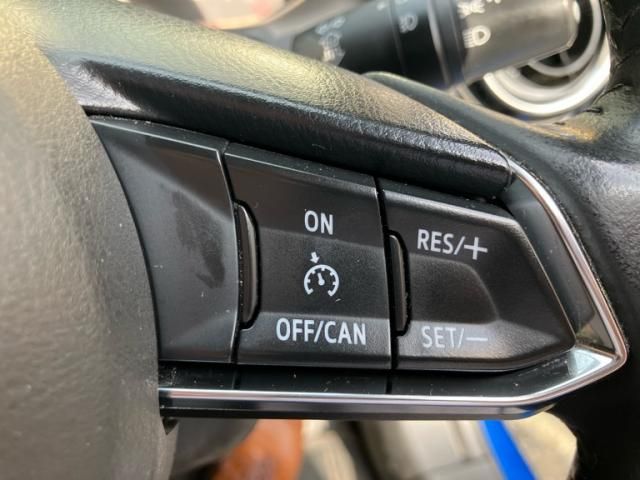 ON
OFF/CAN
RES/+
SET/-